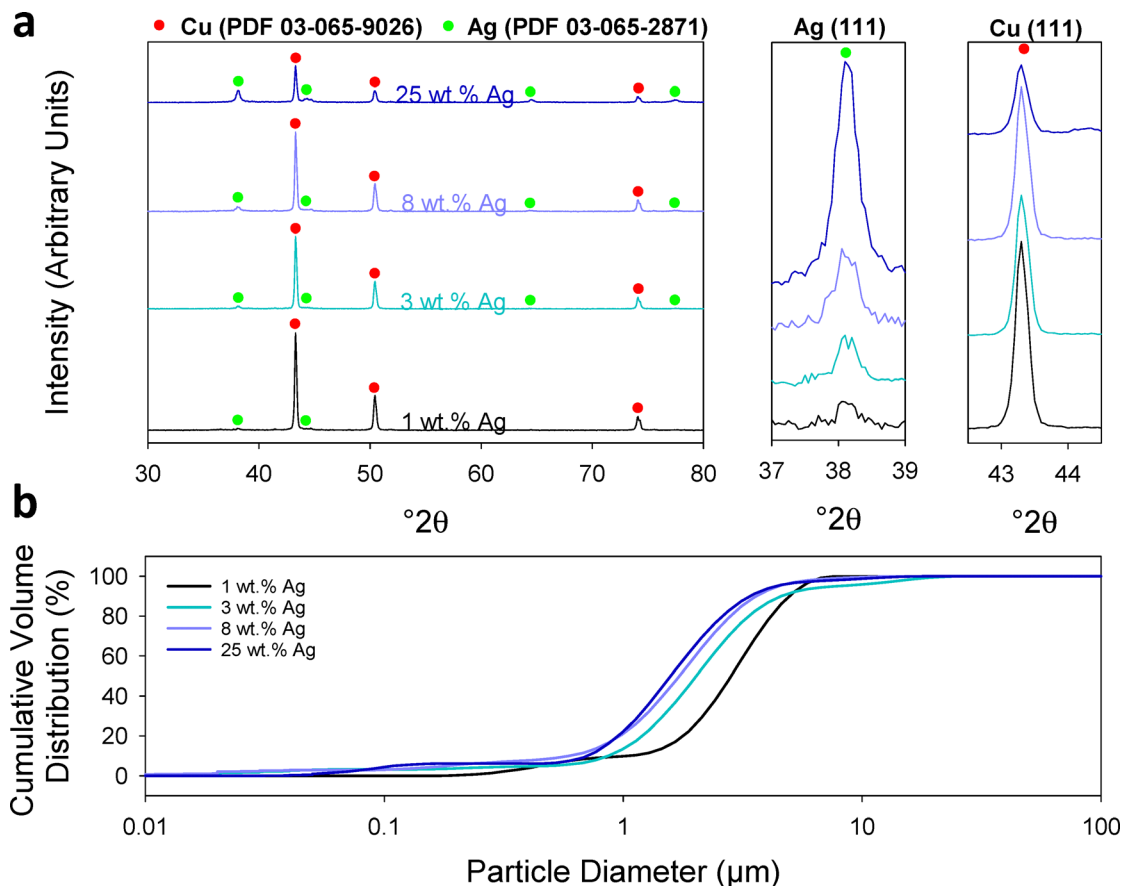 a
Cu (PDF 03-065-9026) Ag (PDF 03-065-2871)
Ag (111)
Cu (111)
Intensity (Arbitrary Units)
25 wt.% Ag
8 wt.% Ag
3 wt.% Ag
1 wt.% Ag
30 40 50 60 70 80
37 38 39
43 44
°2θ
°2θ
°2θ
b
Cumulative Volume
Distribution (%)
100
80
60
40
20
0
1 wt.% Ag
3 wt.% Ag
8 wt.% Ag
25 wt.% Ag
0.01 0.1 1 10 100
Particle Diameter (µm)